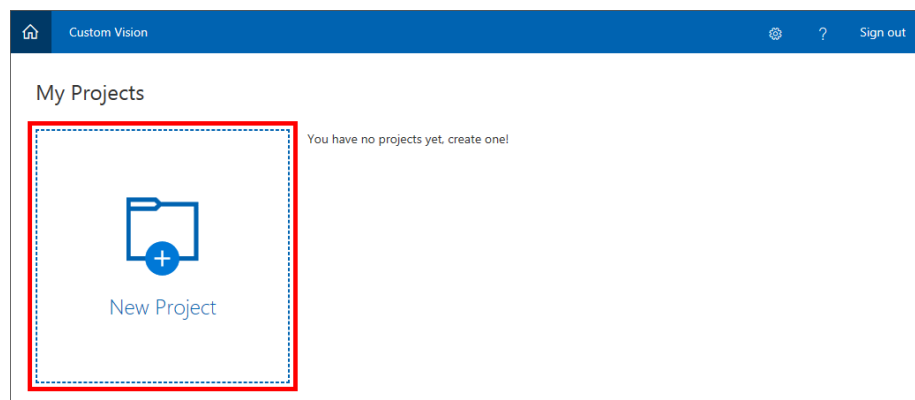 Custom Vision
? Sign out
My Projects
You have no projects yet, create one!
New Project